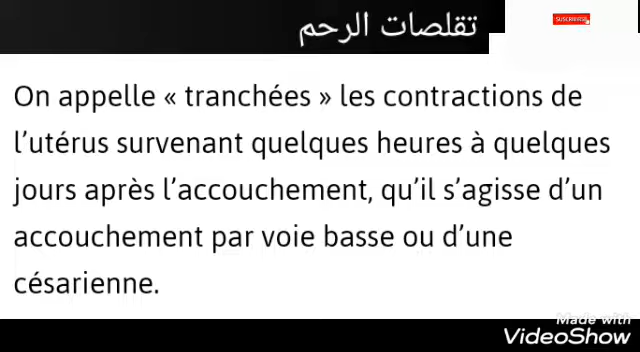 تقلصات الرحم
SUBSCRIBE
On appelle « tranchées » les contractions de
l’utérus survenant quelques heures à quelques
jours après l’accouchement, qu’il s’agisse d’un
accouchement par voie basse ou d’une
césarienne.
Made with
VideoShow